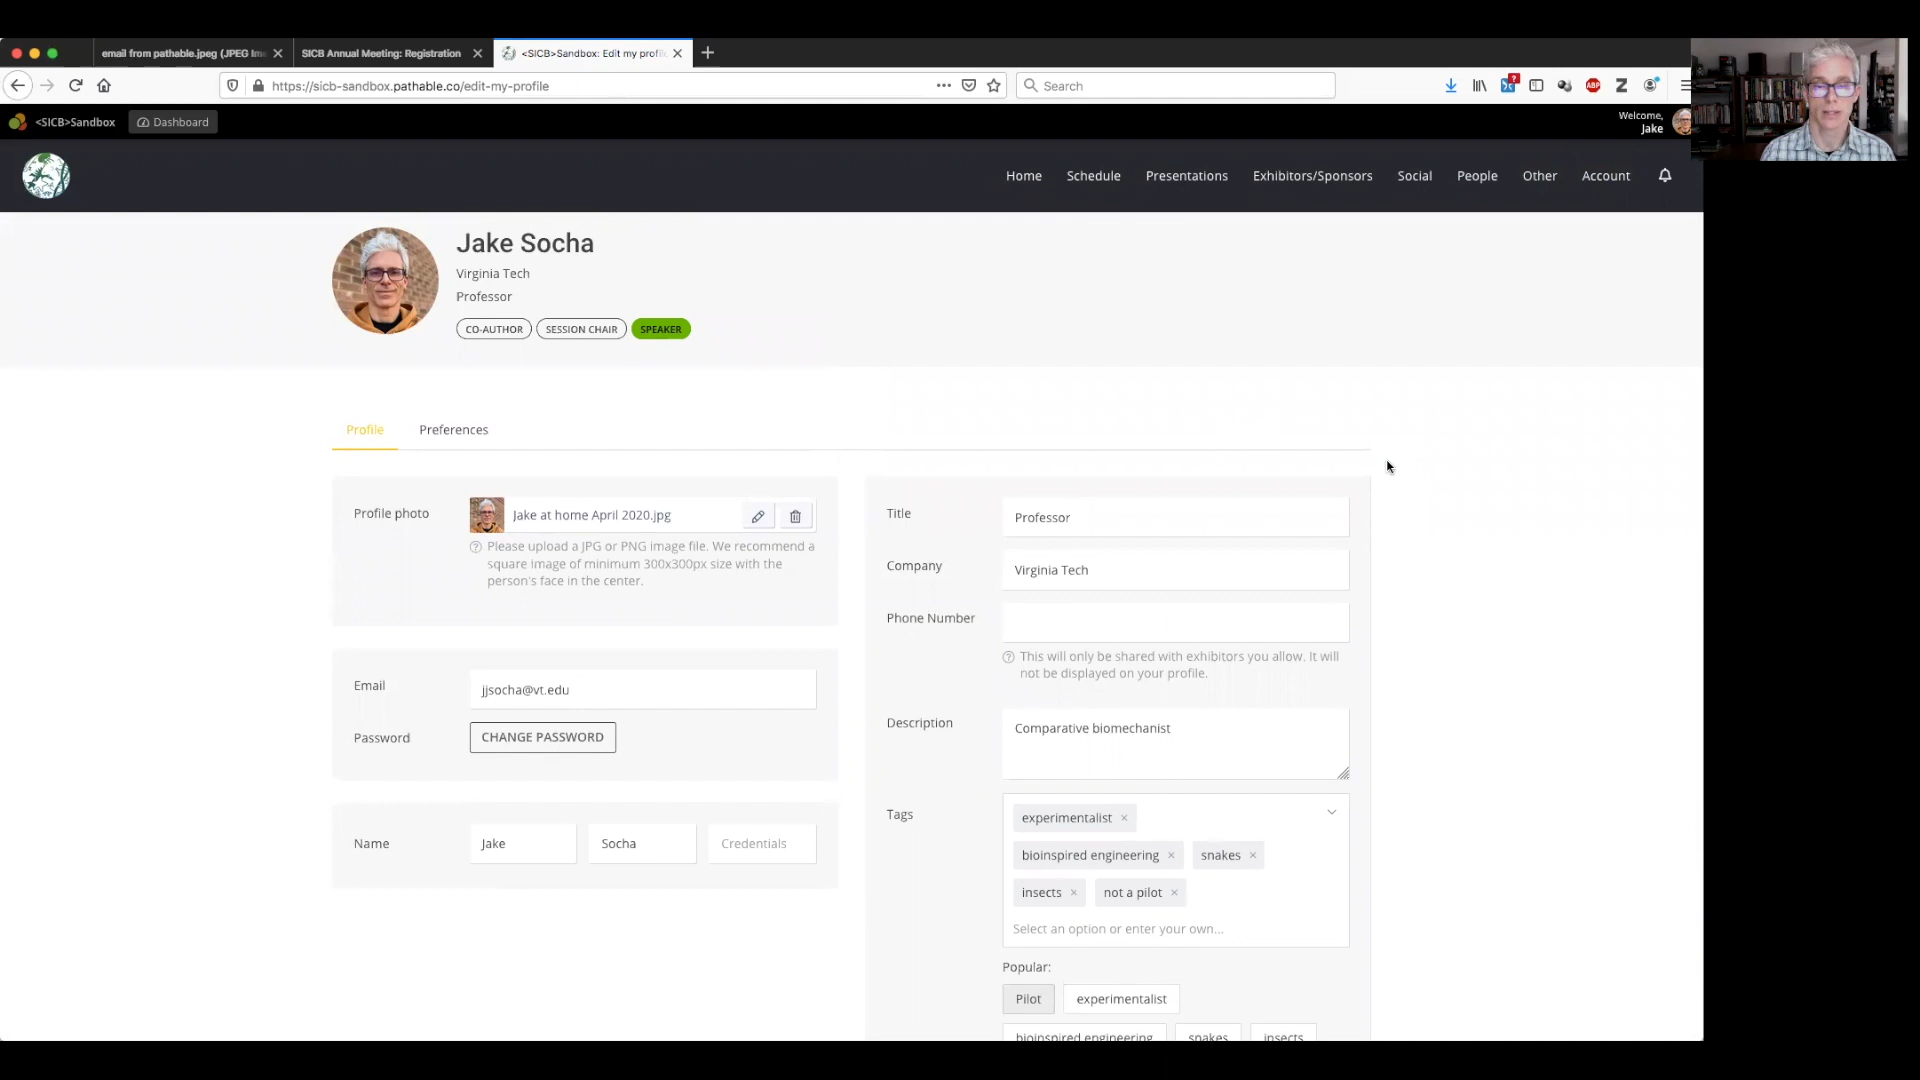 email from pathable.jpeg (JPEG Im
SICB Annual Meeting: Registration
<SICB>Sandbox: Edit my profil
https://sicb-sandbox.pathable.co/edit-my-profile
Search
ABP
Z
<SICB>Sandbox
Dashboard
Welcome,
Jake
Home
Schedule
Presentations
Exhibitors/Sponsors
Social
People
Other
Account
Jake Socha
Virginia Tech
Professor
CO-AUTHOR
SESSION CHAIR
SPEAKER
Profile
Preferences
Profile photo
Jake at home April 2020.jpg
Please upload a JPG or PNG image file. We recommend a
square image of minimum 300x300px size with the
person's face in the center.
Email
jjsocha@vt.edu
Password
CHANGE PASSWORD
Name
Jake
Socha
Credentials
Title
Professor
Company
Virginia Tech
Phone Number
This will only be shared with exhibitors you allow. It will
not be displayed on your profile.
Description
Comparative biomechanist
Tags
experimentalist ×
bioinspired engineering × snakes ×
insects × not a pilot ×
Select an option or enter your own...
Popular:
Pilot experimentalist
bioinspired engineering snakes insects